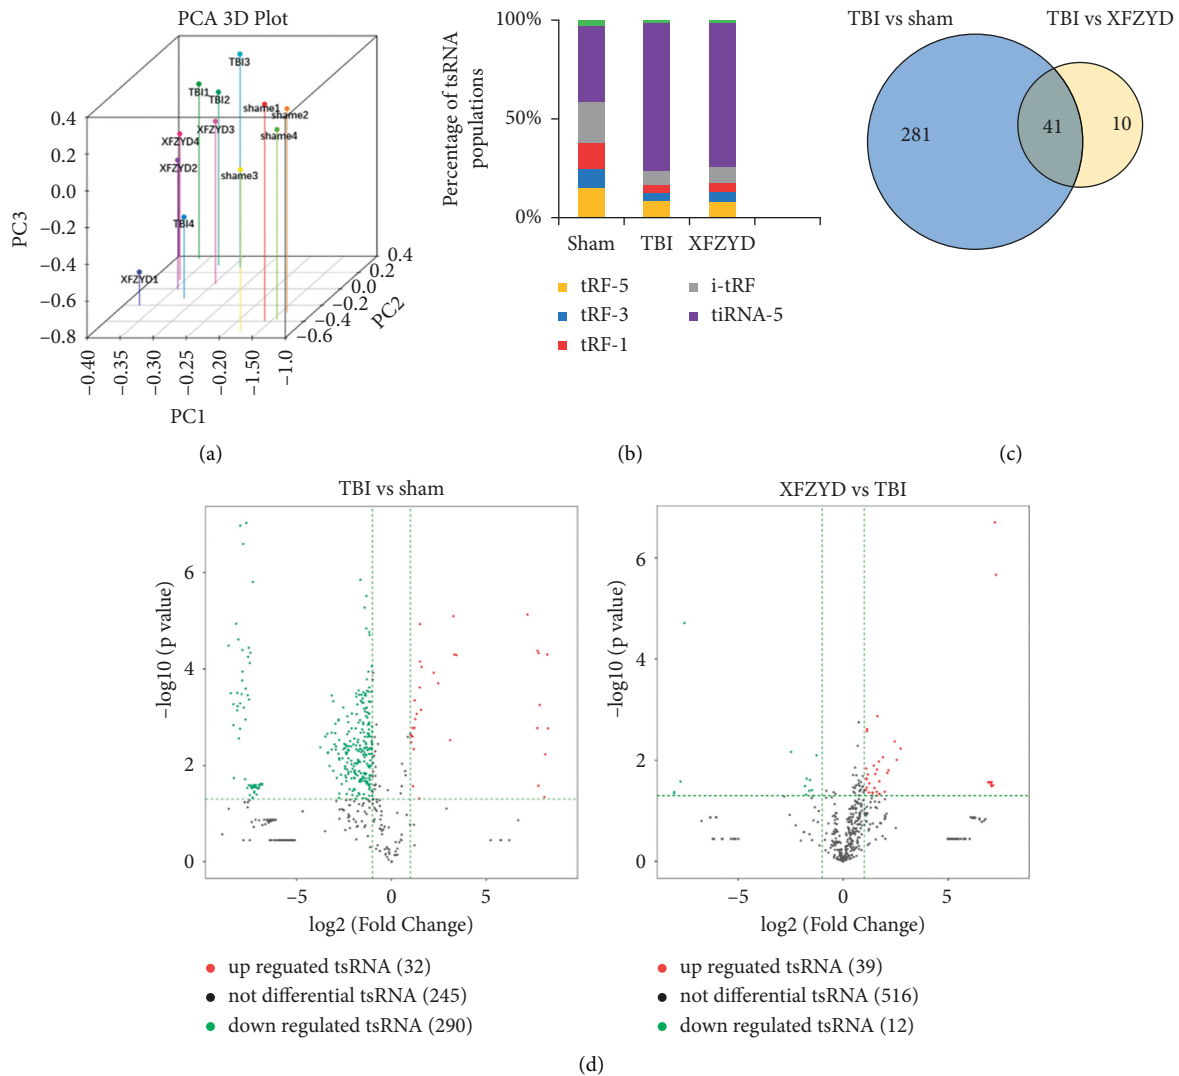 PCA 3D Plot
TBI3
TBI1
TBI2
shame1
shame2
XFZYD3
shame4
XFZYD4
XFZYD2
shame3
TBI4
XFZYD1
0.4
0.2
0.0
−0.2
−0.4
−0.6
−0.8
PC3
0.4
0.2
0.0
−0.2
−0.4
−0.6
PC2
−0.40
−0.35
−0.30
−0.25
−0.20
−1.50
−1.0
PC1
(a)
100%
50%
0%
Percentage of tsRNA
populations
Sham TBI XFZYD
tRF-5
tRF-3
tRF-1
i-tRF
tiRNA-5
(b)
TBI vs sham
TBI vs XFZYD
281
41
10
(c)
TBI vs sham
6
4
2
0
−log10 (p value)
−5 0 5
log2 (Fold Change)
up reguated tsRNA (32)
not differential tsRNA (245)
down regulated tsRNA (290)
XFZYD vs TBI
6
4
2
0
−log10 (p value)
−5 0 5
log2 (Fold Change)
up reguated tsRNA (39)
not differential tsRNA (516)
down regulated tsRNA (12)
(d)